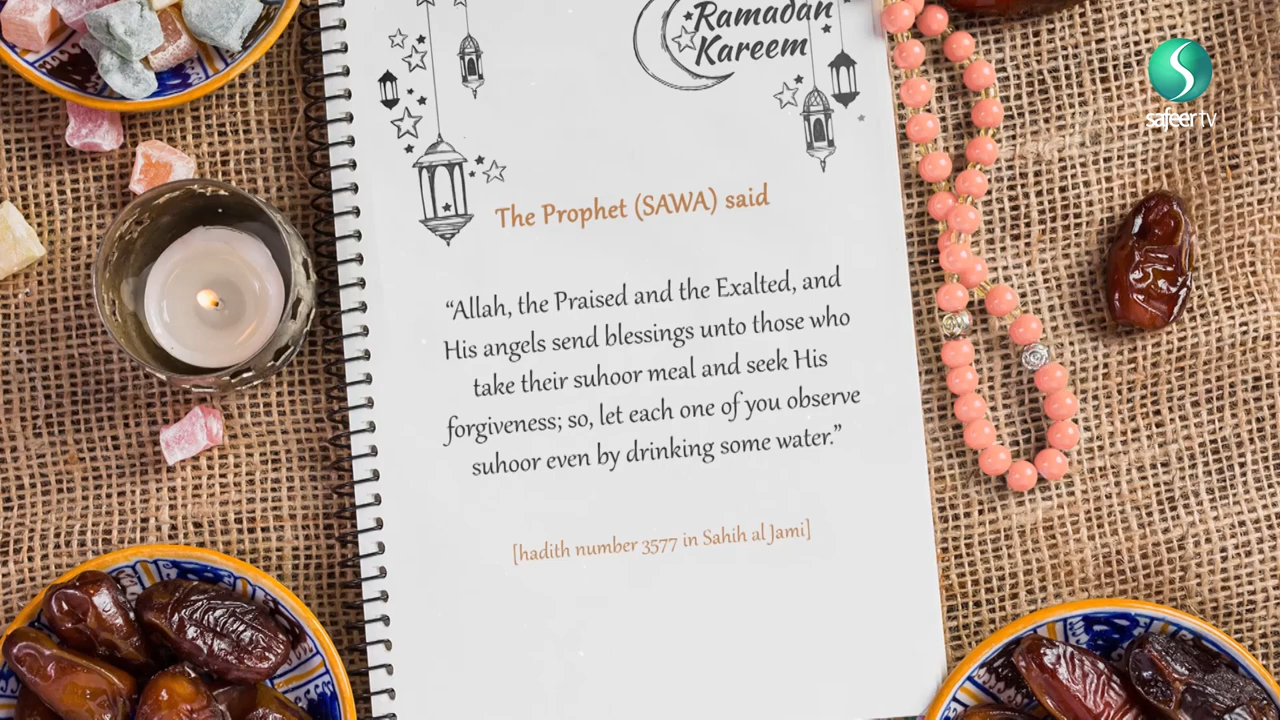 Ramadan
Kareem
safeer tv
The Prophet (SAWA) said
“Allah, the Praised and the Exalted, and
His angels send blessings unto those who
take their suhoor meal and seek His
forgiveness; so, let each one of you observe
suhoor even by drinking some water.”
[hadith number 3577 in Sahih al Jami]